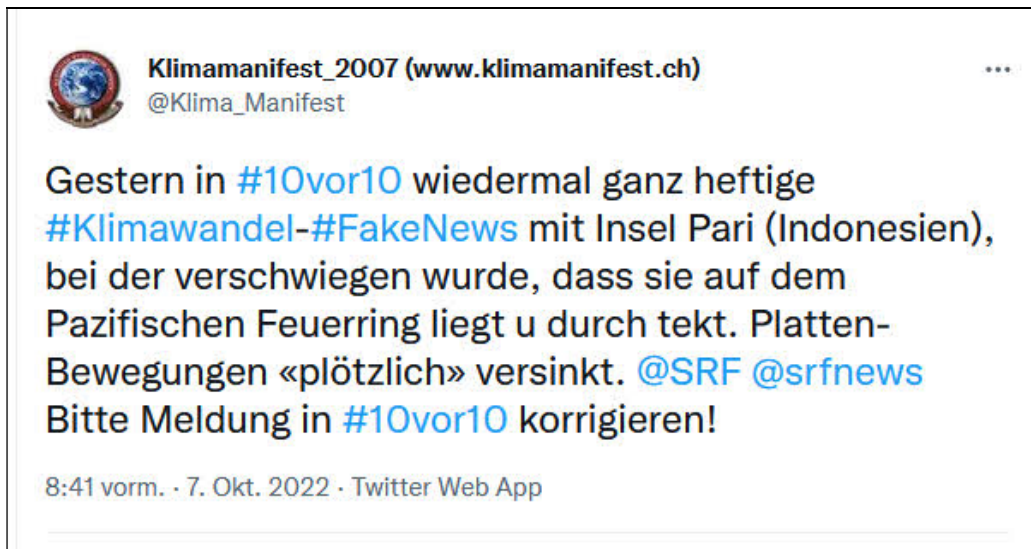 Klimamanifest_2007 (www.klimamanifest.ch)
@Klima_Manifest
Gestern in #10vor10 wiedermal ganz heftige
#Klimawandel-#FakeNews mit Insel Pari (Indonesien),
bei der verschwiegen wurde, dass sie auf dem
Pazifischen Feuerring liegt u durch tekt. Platten-
Bewegungen «plötzlich» versinkt. @SRF @srfnews
Bitte Meldung in #10vor10 korrigieren!
8:41 vorm. · 7. Okt. 2022 · Twitter Web App